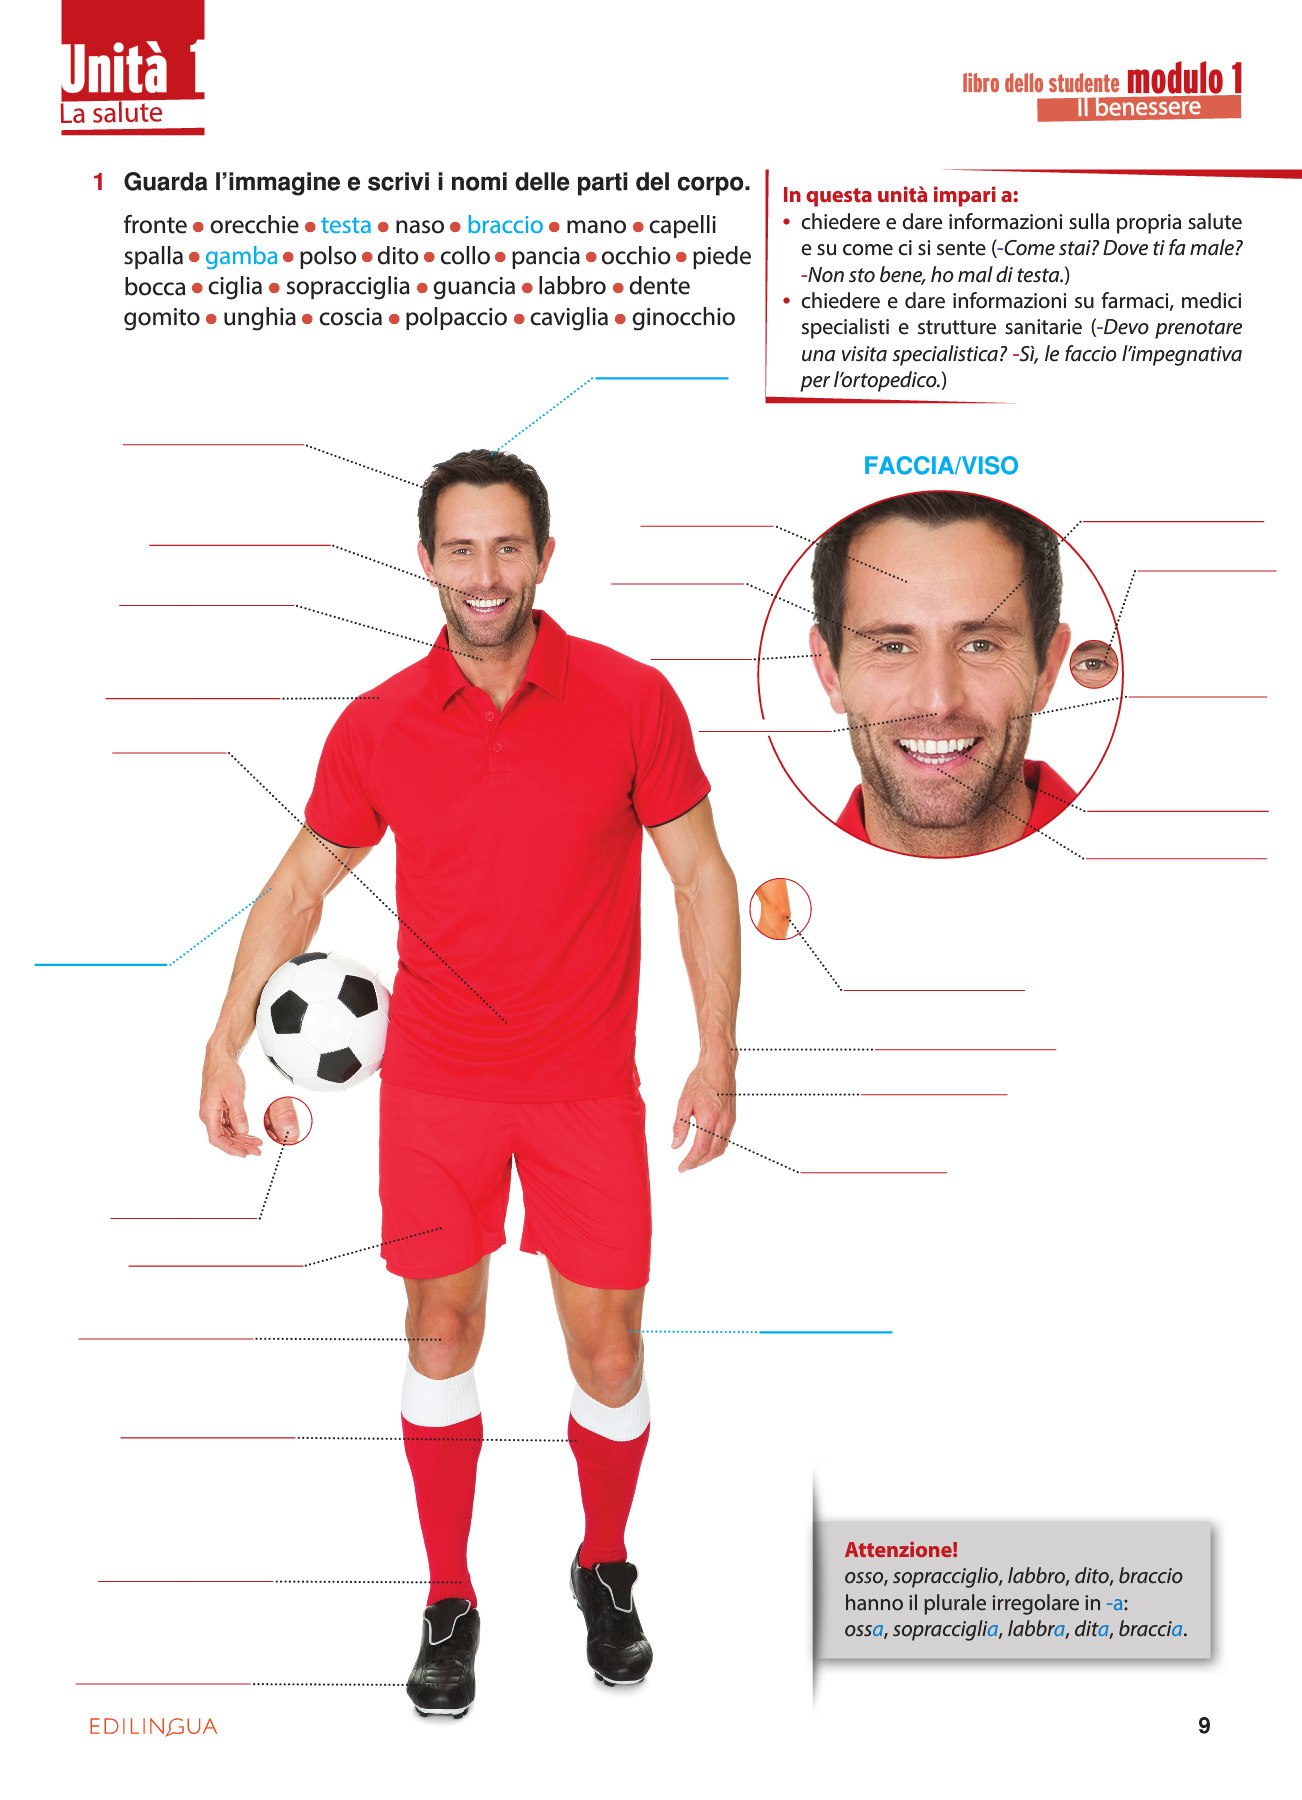 Unità 1
La salute
libro dello studente modulo 1
Il benessere
1 Guarda l’immagine e scrivi i nomi delle parti del corpo.
fronte ● orecchie ● testa ● naso ● braccio ● mano ● capelli
spalla ● gamba ● polso ● dito ● collo ● pancia ● occhio ● piede
bocca ● ciglia ● sopracciglia ● guancia ● labbro ● dente
gomito ● unghia ● coscia ● polpaccio ● caviglia ● ginocchio
In questa unità impari a:
• chiedere e dare informazioni sulla propria salute
e su come ci si sente (-Come stai? Dove ti fa male?
-Non sto bene, ho mal di testa.)
• chiedere e dare informazioni su farmaci, medici
specialisti e strutture sanitarie (-Devo prenotare
una visita specialistica? -Sì, le faccio l’impegnativa
per l’ortopedico.)
FACCIA/VISO
Attenzione!
osso, sopracciglio, labbro, dito, braccio
hanno il plurale irregolare in -a:
ossa, sopracciglia, labbra, dita, braccia.
EDILINGUA
9